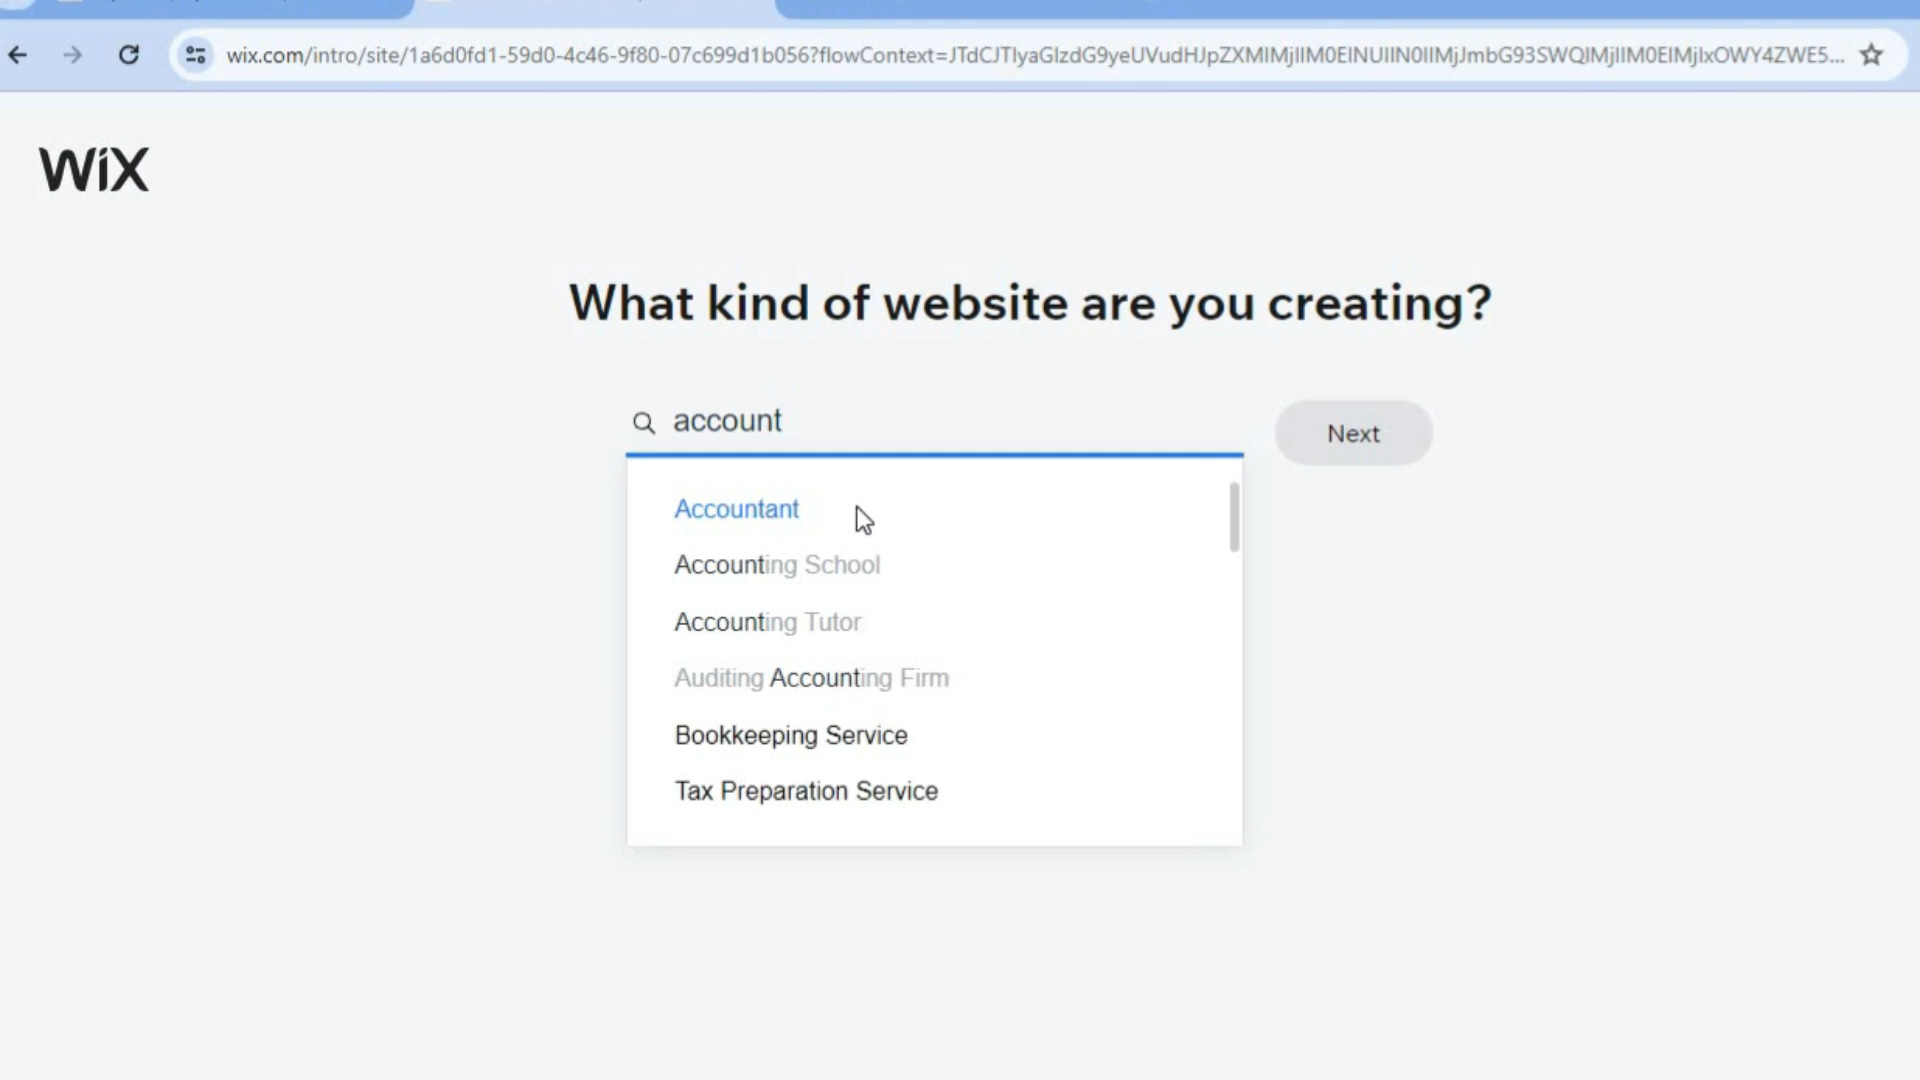 wix.com/intro/site/1a6d0fd1-59d0-4c46-9f80-07c699d1b056?flowContext=JTdCJTIyaGlzdG9yeUVudHJpZXMlMjIlM0ElNUIlN0IlMjJmbG93SWQlMjIlM0ElMjIxOWY4ZWE5...
WiX
What kind of website are you creating?
account
Next
Accountant
Accounting School
Accounting Tutor
Auditing Accounting Firm
Bookkeeping Service
Tax Preparation Service